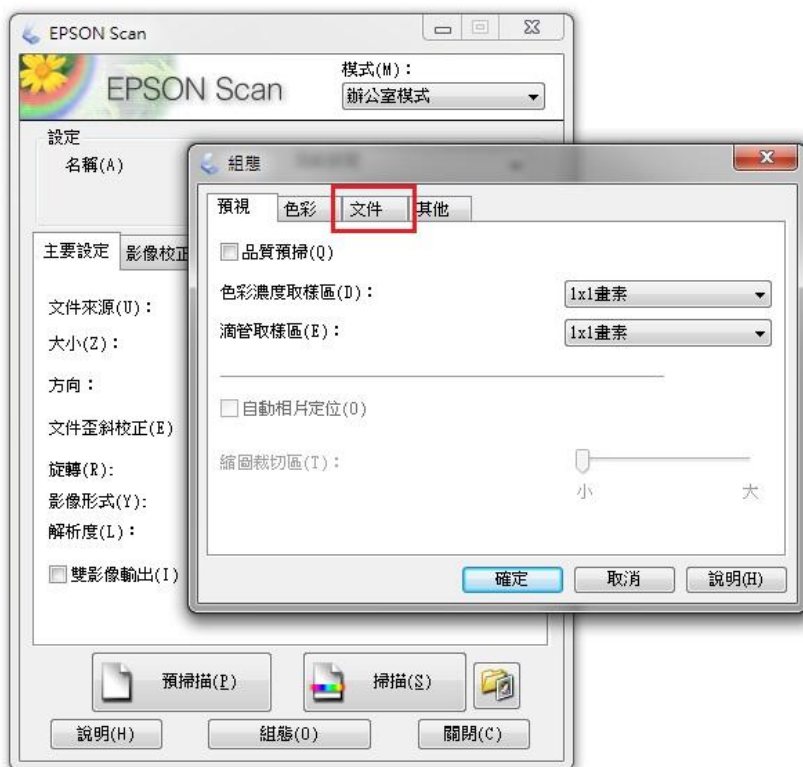 EPSON Scan
EPSON Scan
模式(M)：
辦公室模式
設定
名稱(A)
組態
預視
色彩
文件
其他
主要設定
影像校正
品質預掃(Q)
文件來源(U)：
色彩濃度取樣區(D)：
1x1畫素
大小(Z)：
滴管取樣區(E)：
1x1畫素
方向：
自動相片定位(O)
文件歪斜校正(E)
縮圖裁切區(T)：
旋轉(R):
小
大
影像形式(Y):
解析度(L)：
雙影像輸出(I)
確定
取消
說明(H)
預掃描(P)
掃描(S)
說明(H)
組態(O)
關閉(C)